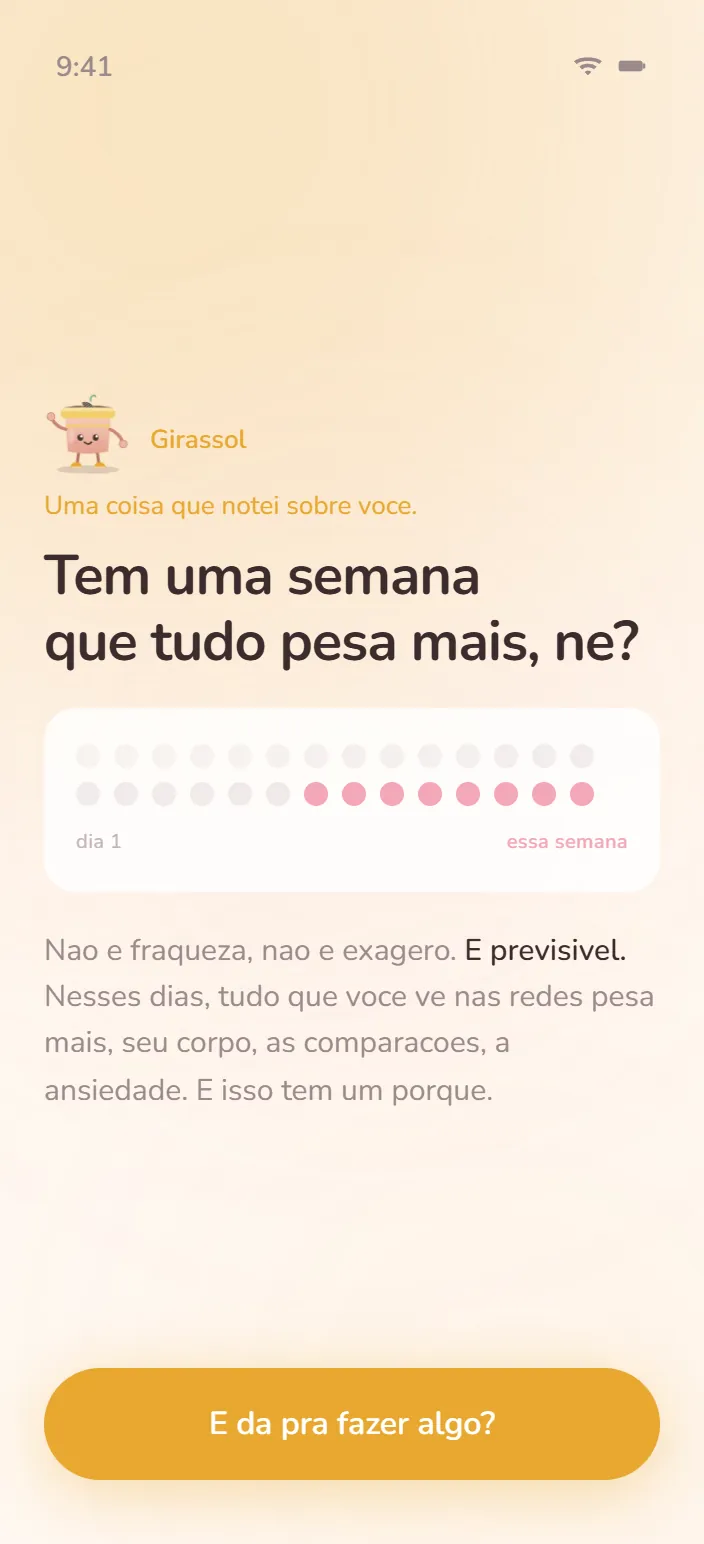 9:41
Girassol
Uma coisa que notei sobre voce.
Tem uma semana
que tudo pesa mais, ne?
dia 1
essa semana
Nao e fraqueza, nao e exagero. E previsivel.
Nesses dias, tudo que voce ve nas redes pesa
mais, seu corpo, as comparacoes, a
ansiedade. E isso tem um porque.
E da pra fazer algo?